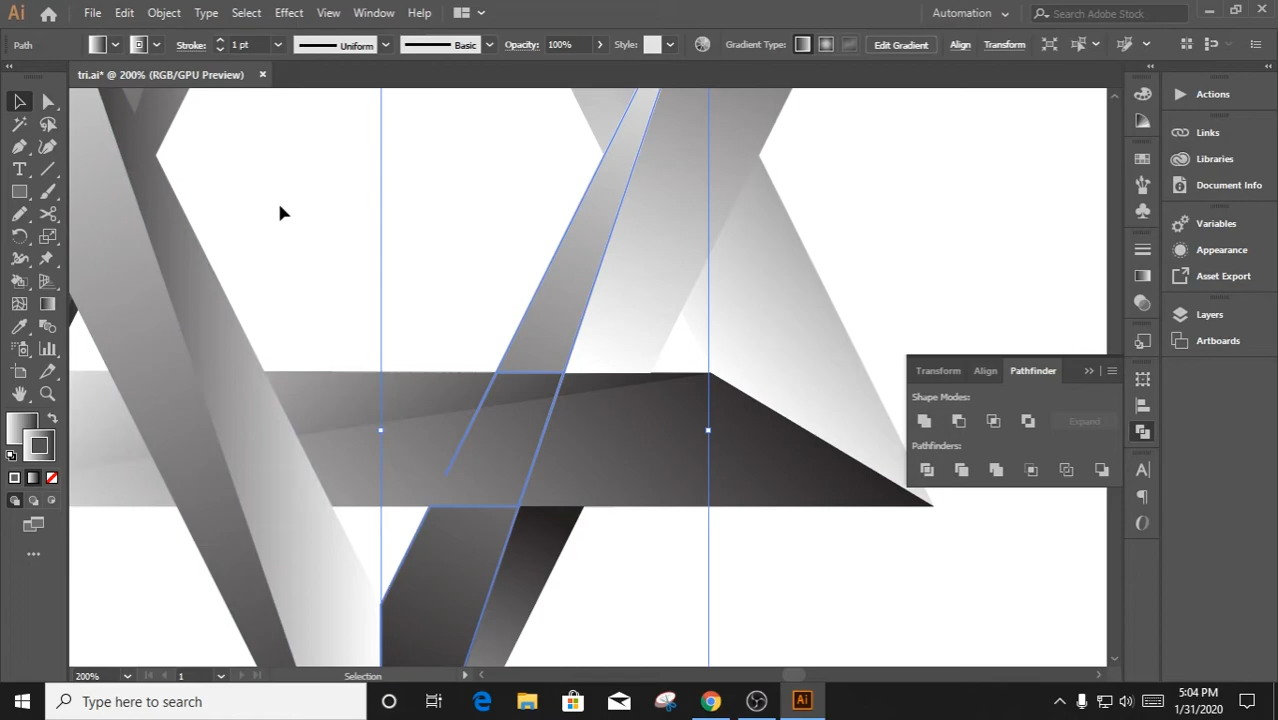 Ai File Edit Object Type Select Effect View Window Help Automation Search Adobe Stock
Path Stroke: 1 pt Uniform Basic Opacity: 100% Style: Gradient Type: Edit Gradient Align Transform
tri.ai* @ 200% (RGB/GPU Preview)
Actions
Links
Libraries
Document Info
Variables
Appearance
Asset Export
Layers
Artboards
Transform Align Pathfinder
Shape Modes:
Expand
Pathfinders:
200% 1 Selection
Type here to search
Ai
5:04 PM
1/31/2020